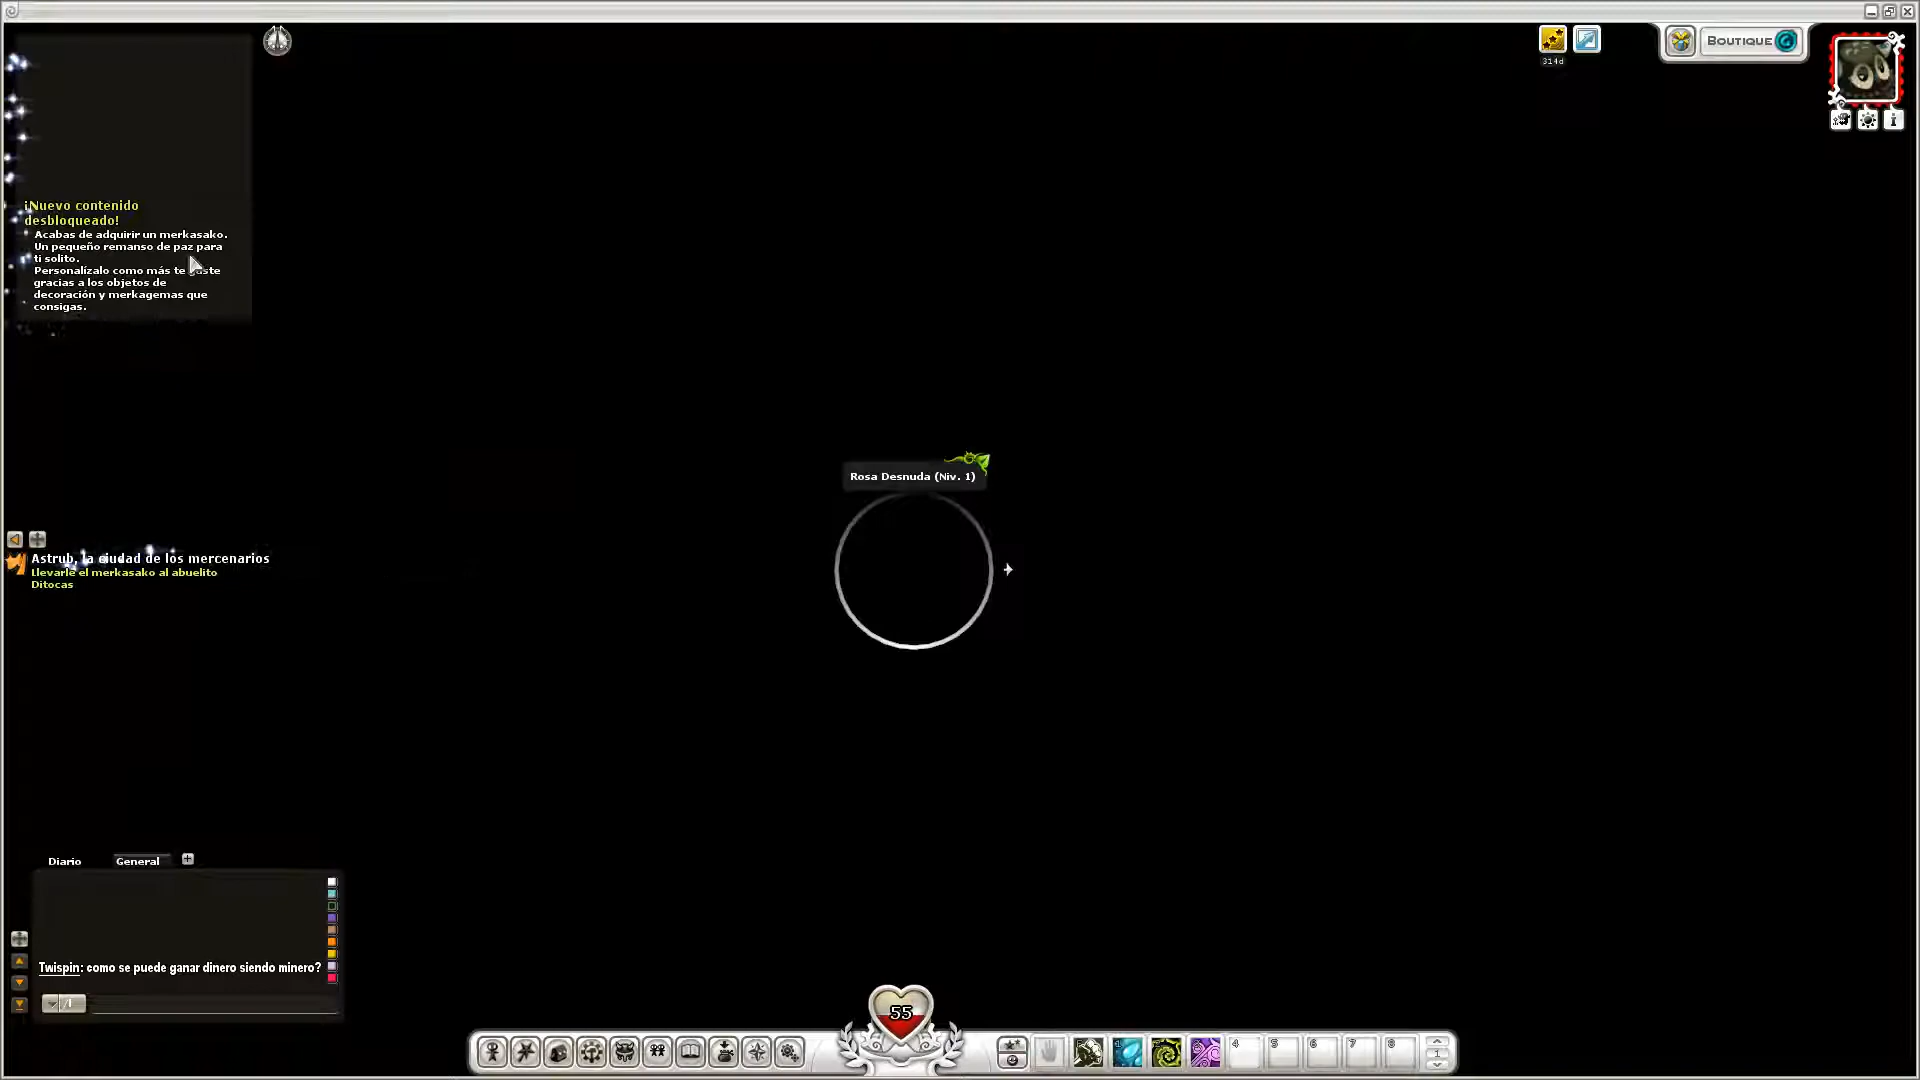 314d
BOUTIQUE
¡Nuevo contenido
desbloqueado!
Acabas de adquirir un merkasako.
Un pequeño remanso de paz para
ti solito.
Personalízalo como más te guste
gracias a los objetos de
decoración y merkagemas que
consigas.
Rosa Desnuda (Niv. 1)
Astrub, la ciudad de los mercenarios
Llevarle el merkasako al abuelito
Ditocas
Diario General
Twispin: como se puede ganar dinero siendo minero?
55
4 5 6 7 8
1